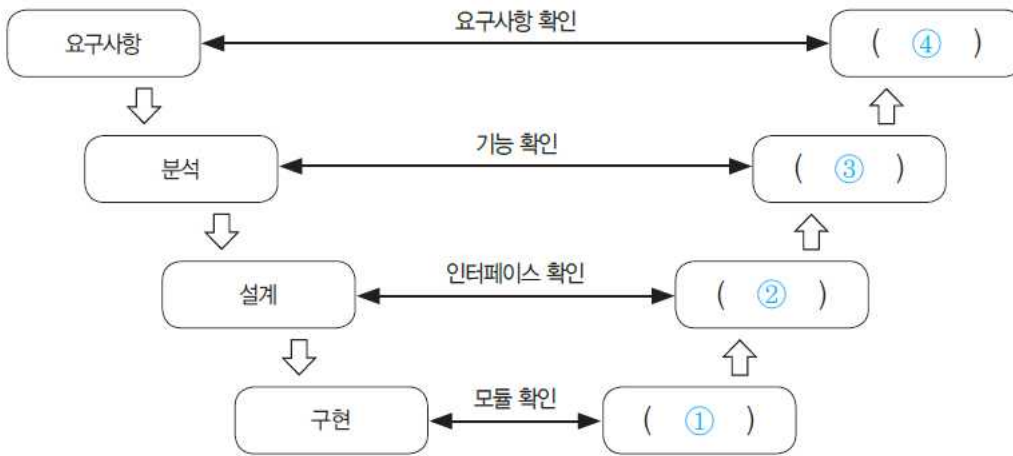 요구사항
요구사항 확인
( ④ )
분석
기능 확인
( ③ )
설계
인터페이스 확인
( ② )
구현
모듈 확인
( ① )